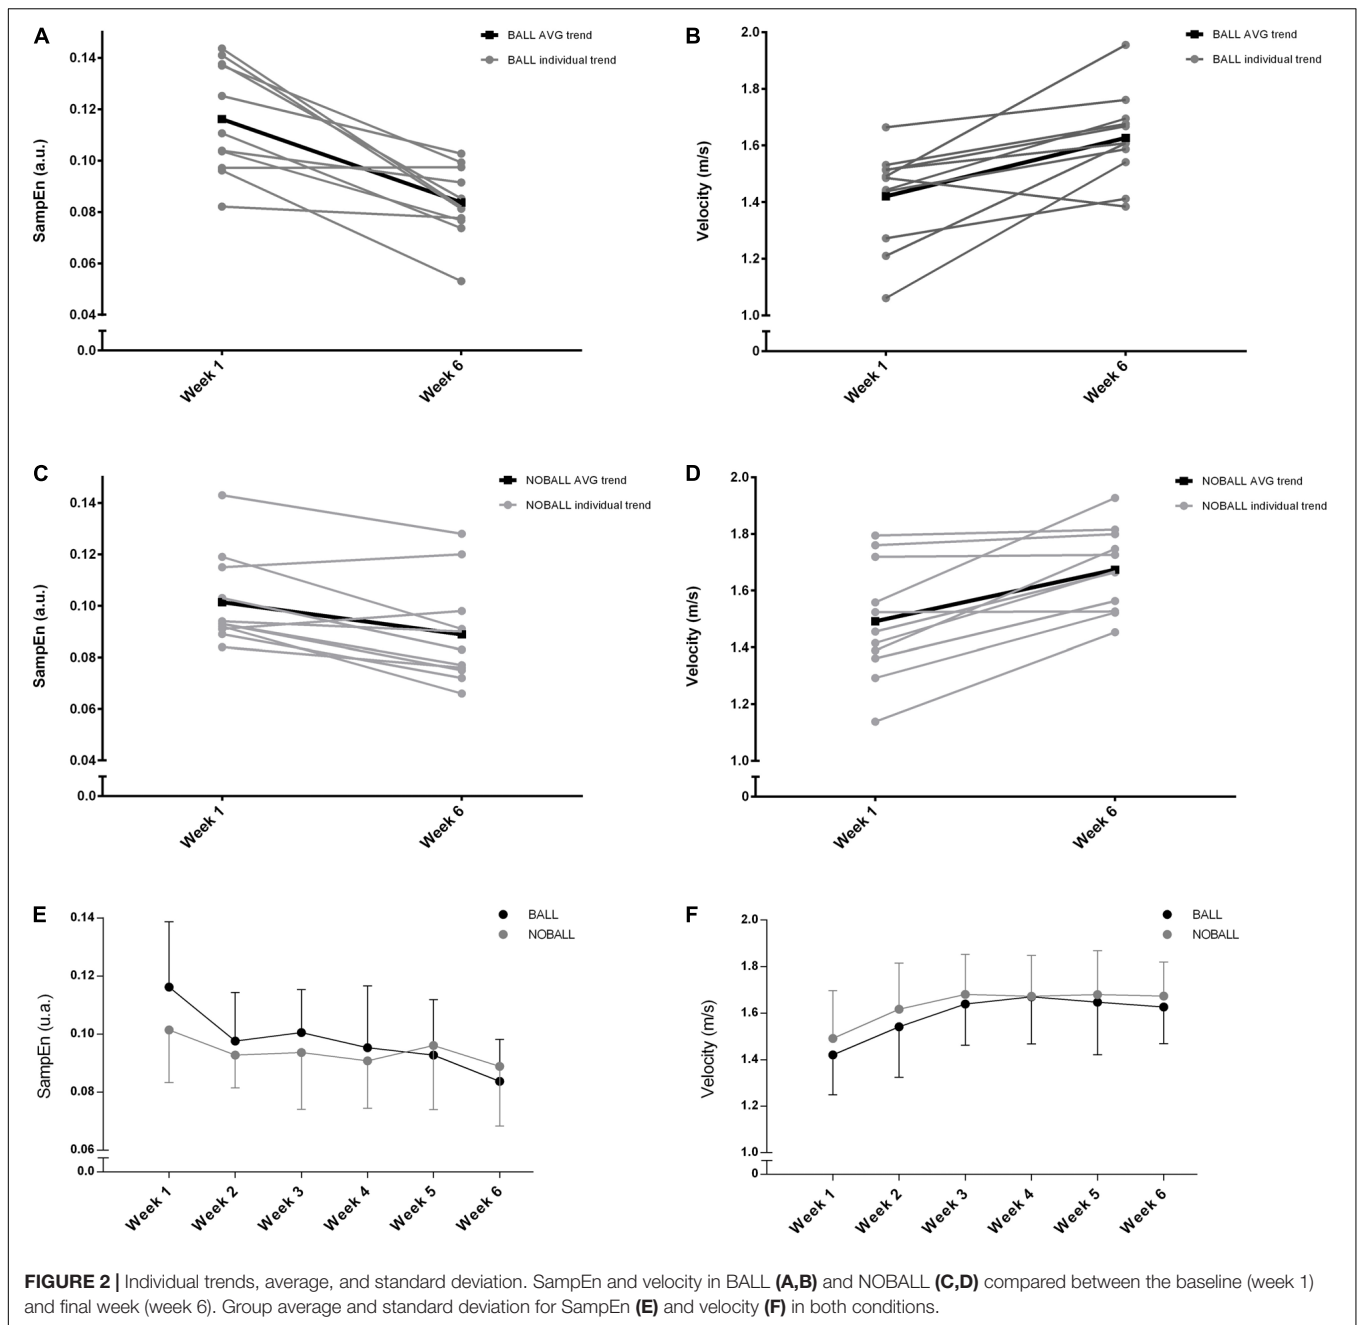 A
BALL AVG trend
BALL individual trend
SampEn (a.u.)
0.14
0.12
0.10
0.08
0.06
0.04
0.0
Week 1
Week 6
B
BALL AVG trend
BALL individual trend
Velocity (m/s)
2.0
1.8
1.6
1.4
1.2
1.0
0
Week 1
Week 6
C
NOBALL AVG trend
NOBALL individual trend
SampEn (a.u.)
0.14
0.12
0.10
0.08
0.06
0.04
0.0
Week 1
Week 6
D
NOBALL AVG trend
NOBALL individual trend
Velocity (m/s)
2.0
1.8
1.6
1.4
1.2
1.0
0
Week 1
Week 6
E
BALL
NOBALL
SampEn (u.a.)
0.14
0.12
0.10
0.08
0.06
0.0
Week 1
Week 2
Week 3
Week 4
Week 5
Week 6
F
BALL
NOBALL
Velocity (m/s)
2.0
1.8
1.6
1.4
1.2
1.0
0
Week 1
Week 2
Week 3
Week 4
Week 5
Week 6
FIGURE 2 | Individual trends, average, and standard deviation. SampEn and velocity in BALL (A,B) and NOBALL (C,D) compared between the baseline (week 1)
and final week (week 6). Group average and standard deviation for SampEn (E) and velocity (F) in both conditions.